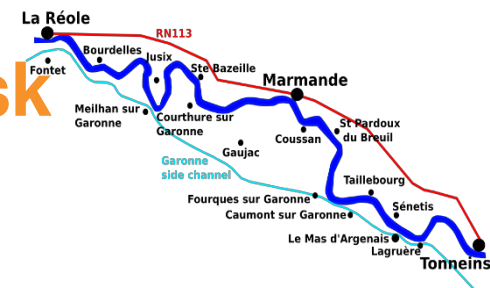 La Réole
RN113
Bourdelles
Jusix
Fontet
Ste Bazeille
sk
Marmande
Meilhan sur
Garonne
Courthure sur
Garonne
St Pardoux
du Breuil
Coussan
Gaujac
Garonne
side channel
Taillebourg
Fourques sur Garonne
Sénetis
Caumont sur Garonne
Le Mas d'Argenais
Lagruère
Tonneins